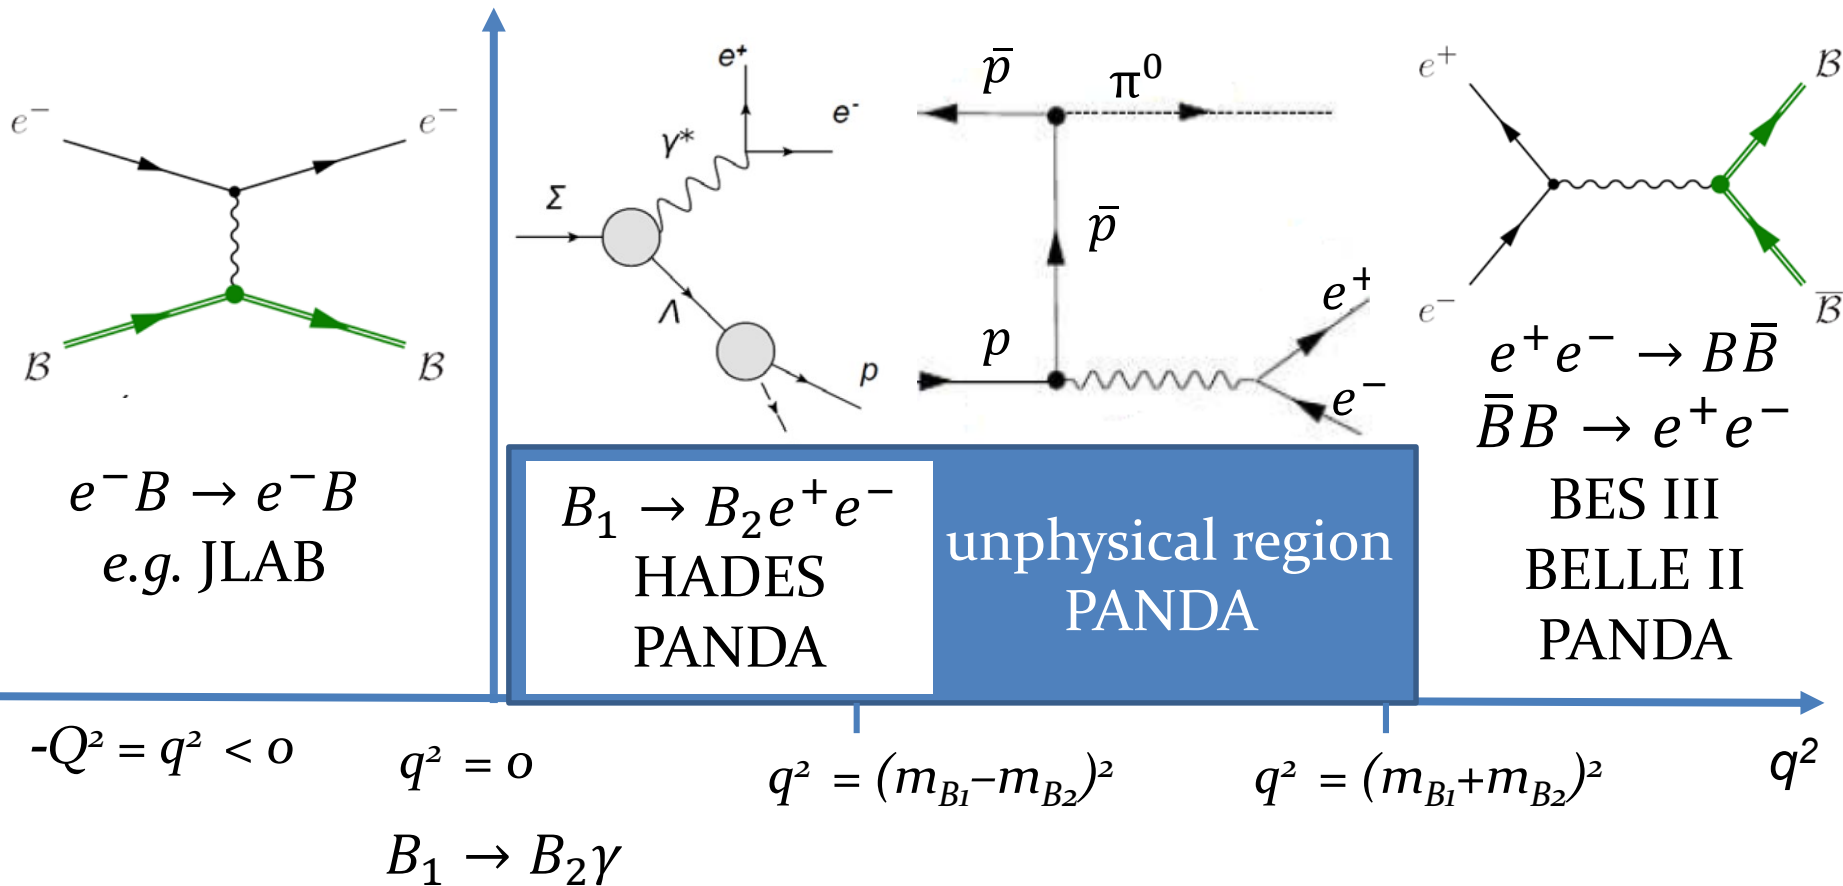 e⁻
e⁻
ℬ
ℬ
e⁻B → e⁻B
e.g. JLAB
Σ
γ*
e⁺
e⁻
Λ
p
p̄
π⁰
p̄
p
e⁺
e⁻
e⁺
e⁻
ℬ
ℬ̅
e⁺e⁻ → BB̅
B̅B → e⁺e⁻
BES III
BELLE II
PANDA
B₁ → B₂e⁺e⁻
HADES
PANDA
unphysical region
PANDA
-Q² = q² < 0
q² = 0
q² = (m_B₁−m_B₂)²
q² = (m_B₁+m_B₂)²
q²
B₁ → B₂γ